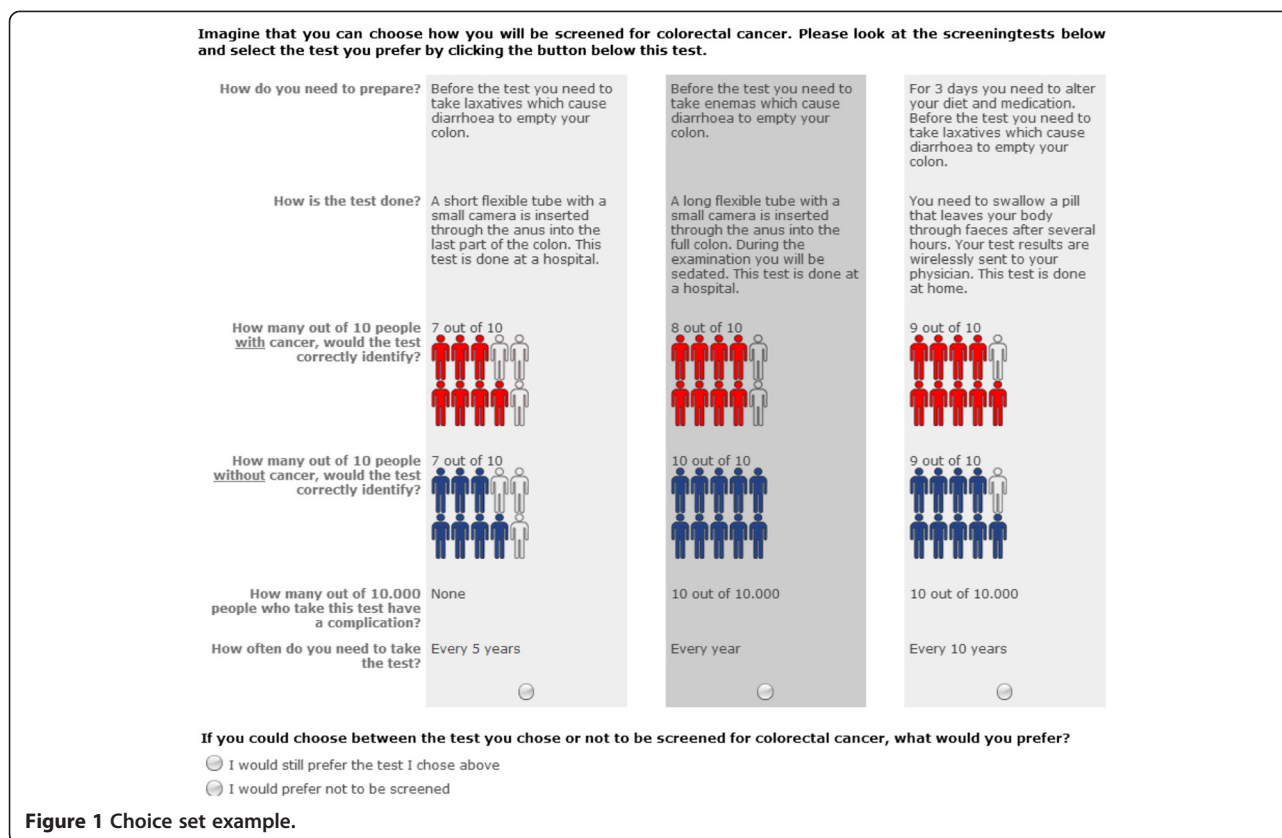 Imagine that you can choose how you will be screened for colorectal cancer. Please look at the screeningtests below
and select the test you prefer by clicking the button below this test.
How do you need to prepare?
Before the test you need to
take laxatives which cause
diarrhoea to empty your
colon.
Before the test you need to
take enemas which cause
diarrhoea to empty your
colon.
For 3 days you need to alter
your diet and medication.
Before the test you need to
take laxatives which cause
diarrhoea to empty your
colon.
How is the test done?
A short flexible tube with a
small camera is inserted
through the anus into the
last part of the colon. This
test is done at a hospital.
A long flexible tube with a
small camera is inserted
through the anus into the
full colon. During the
examination you will be
sedated. This test is done at
a hospital.
You need to swallow a pill
that leaves your body
through faeces after several
hours. Your test results are
wirelessly sent to your
physician. This test is done
at home.
How many out of 10 people
with cancer, would the test
correctly identify?
7 out of 10
8 out of 10
9 out of 10
How many out of 10 people
without cancer, would the test
correctly identify?
7 out of 10
10 out of 10
9 out of 10
How many out of 10.000
people who take this test have
a complication?
None
10 out of 10.000
10 out of 10.000
How often do you need to take
the test?
Every 5 years
Every year
Every 10 years
If you could choose between the test you chose or not to be screened for colorectal cancer, what would you prefer?
I would still prefer the test I chose above
I would prefer not to be screened
Figure 1 Choice set example.